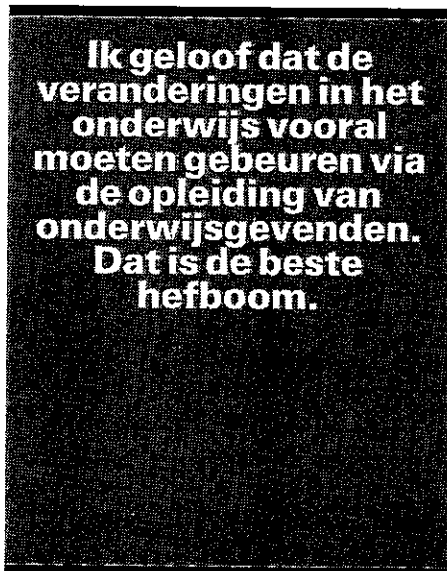 Ik geloof dat de
veranderingen in het
onderwijs vooral
moeten gebeuren via
de opleiding van
onderwijsgevenden.
Dat is de beste
hefboom.